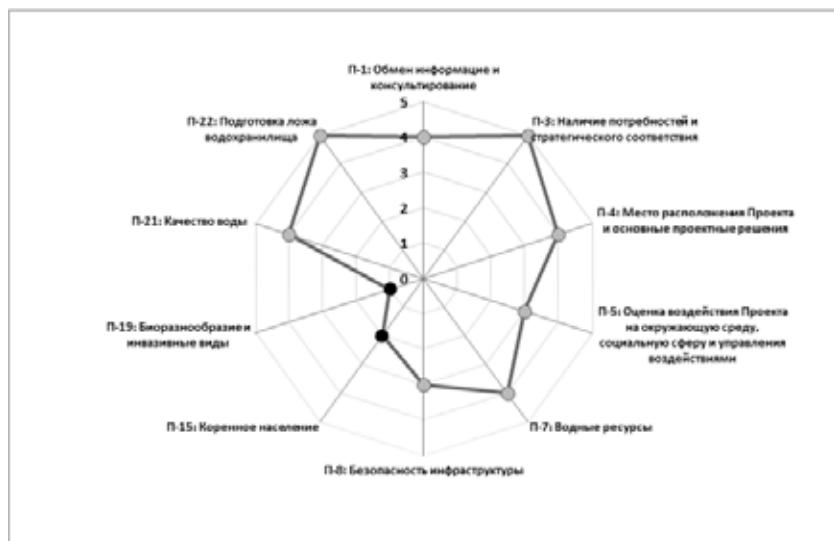 П-1: Обмен информацие и
консультирование
П-22: Подготовка ложа
водохранилища
П-3: Наличие потребностей и
стратегического соответствия
5
4
3
2
1
0
П-21: Качество воды
П-4: Место расположения Проекта
и основные проектные решения
П-19: Биоразнообразие и
инвазивные виды
П-5: Оценка воздействия Проекта
на окружающую среду,
социальную сферу и управления
воздействиями
П-15: Коренное население
П-7: Водные ресурсы
П-8: Безопасность инфраструктуры